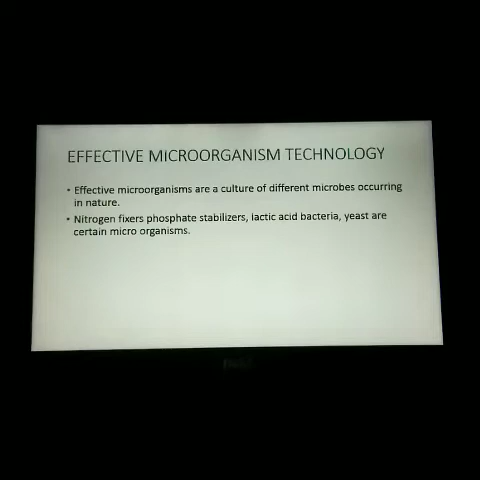 EFFECTIVE MICROORGANISM TECHNOLOGY
• Effective microorganisms are a culture of different microbes occurring
in nature.
• Nitrogen fixers phosphate stabilizers, lactic acid bacteria, yeast are
certain micro organisms.